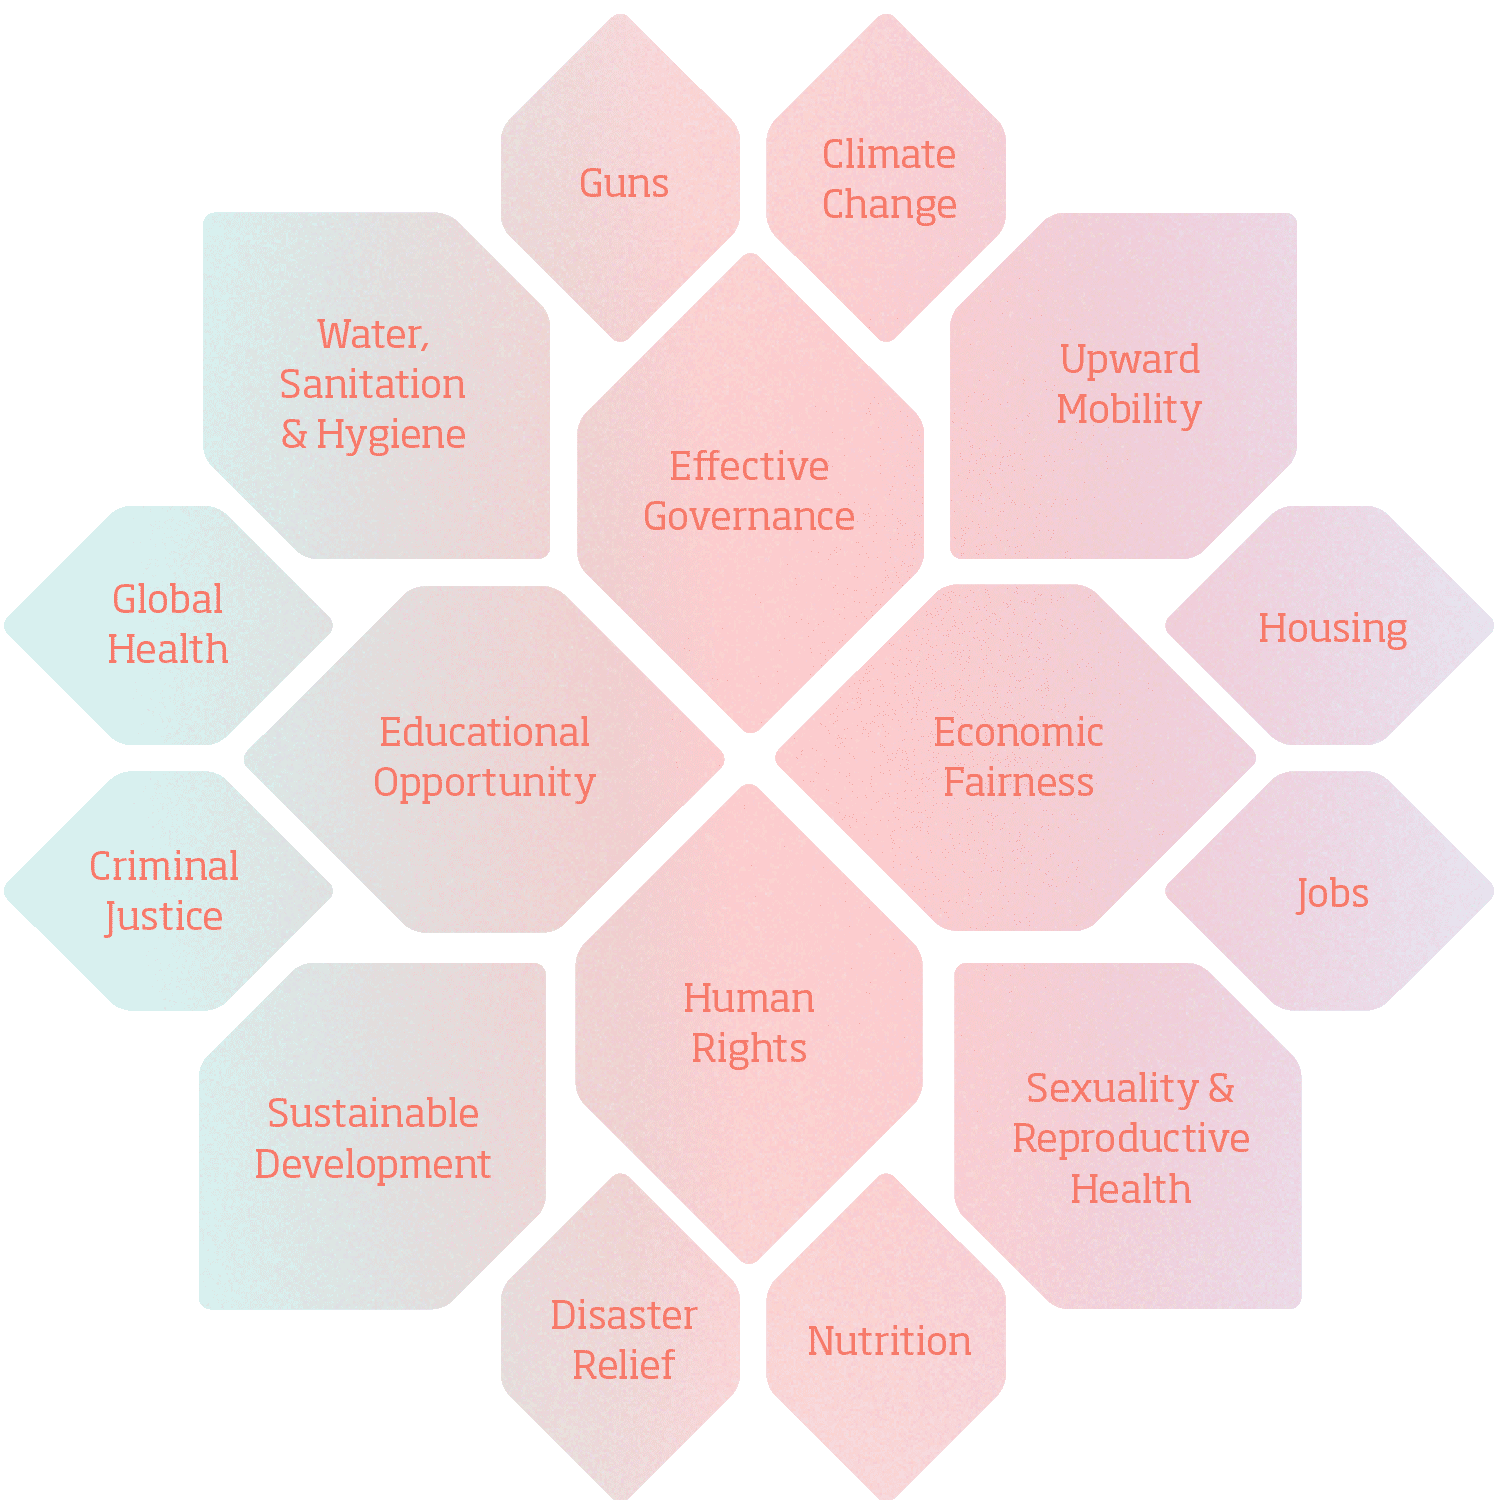 Guns
Climate
Change
Water,
Sanitation
& Hygiene
Effective
Governance
Upward
Mobility
Global
Health
Housing
Educational
Opportunity
Economic
Fairness
Criminal
Justice
Jobs
Human
Rights
Sustainable
Development
Sexuality &
Reproductive
Health
Disaster
Relief
Nutrition